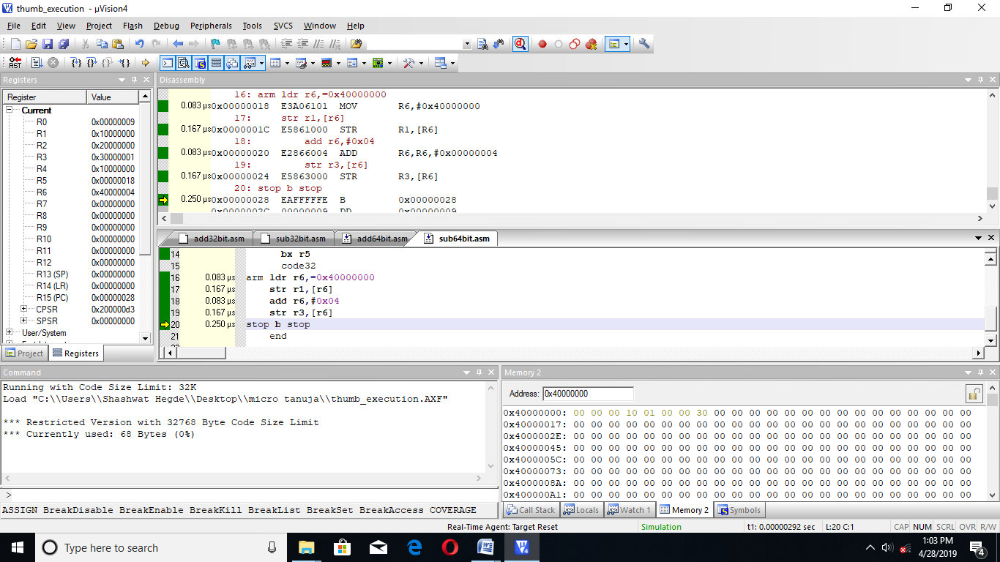 thumb_execution - µVision4
File Edit View Project Flash Debug Peripherals Tools SVCS Window Help
RST
Registers
Register Value
Current
R0 0x00000009
R1 0x10000000
R2 0x20000000
R3 0x30000001
R4 0x10000000
R5 0x00000018
R6 0x40000004
R7 0x00000000
R8 0x00000000
R9 0x00000000
R10 0x00000000
R11 0x00000000
R12 0x00000000
R13 (SP) 0x00000000
R14 (LR) 0x00000000
R15 (PC) 0x00000028
CPSR 0x200000d3
SPSR 0x00000000
User/System
Project Registers
Disassembly
16: arm ldr r6,=0x40000000
0.083 µs 0x00000018 E3A06101 MOV R6,#0x40000000
17: str r1,[r6]
0.167 µs 0x0000001C E5861000 STR R1,[R6]
18: add r6,#0x04
0.083 µs 0x00000020 E2866004 ADD R6,R6,#0x00000004
19: str r3,[r6]
0.167 µs 0x00000024 E5863000 STR R3,[R6]
20: stop b stop
0.250 µs 0x00000028 EAFFFFFE B 0x00000028
0x0000002C 00000009 DD 0x00000009
add32bit.asm sub32bit.asm add64bit.asm sub64bit.asm
14 bx r5
15 code32
16 0.083 µs arm ldr r6,=0x40000000
17 0.167 µs str r1,[r6]
18 0.083 µs add r6,#0x04
19 0.167 µs str r3,[r6]
20 0.250 µs stop b stop
21 end
Command
Running with Code Size Limit: 32K
Load "C:\\Users\\Shashwat Hegde\\Desktop\\micro tanuja\\thumb_execution.AXF"
*** Restricted Version with 32768 Byte Code Size Limit
*** Currently used: 68 Bytes (0%)
>
ASSIGN BreakDisable BreakEnable BreakKill BreakList BreakSet BreakAccess COVERAGE
Memory 2
Address: 0x40000000
0x40000000: 00 00 00 10 01 00 00 30 00 00 00 00 00 00 00 00 00 00 00 00 00 00 00
0x40000017: 00 00 00 00 00 00 00 00 00 00 00 00 00 00 00 00 00 00 00 00 00 00 00
0x4000002E: 00 00 00 00 00 00 00 00 00 00 00 00 00 00 00 00 00 00 00 00 00 00 00
0x40000045: 00 00 00 00 00 00 00 00 00 00 00 00 00 00 00 00 00 00 00 00 00 00 00
0x4000005C: 00 00 00 00 00 00 00 00 00 00 00 00 00 00 00 00 00 00 00 00 00 00 00
0x40000073: 00 00 00 00 00 00 00 00 00 00 00 00 00 00 00 00 00 00 00 00 00 00 00
0x4000008A: 00 00 00 00 00 00 00 00 00 00 00 00 00 00 00 00 00 00 00 00 00 00 00
0x400000A1: 00 00 00 00 00 00 00 00 00 00 00 00 00 00 00 00 00 00 00 00 00 00 00
Call Stack Locals Watch 1 Memory 2 Symbols
Real-Time Agent: Target Reset Simulation t1: 0.00000292 sec L:20 C:1 CAP NUM SCRL OVR R/W
Type here to search
1:03 PM
4/28/2019
4